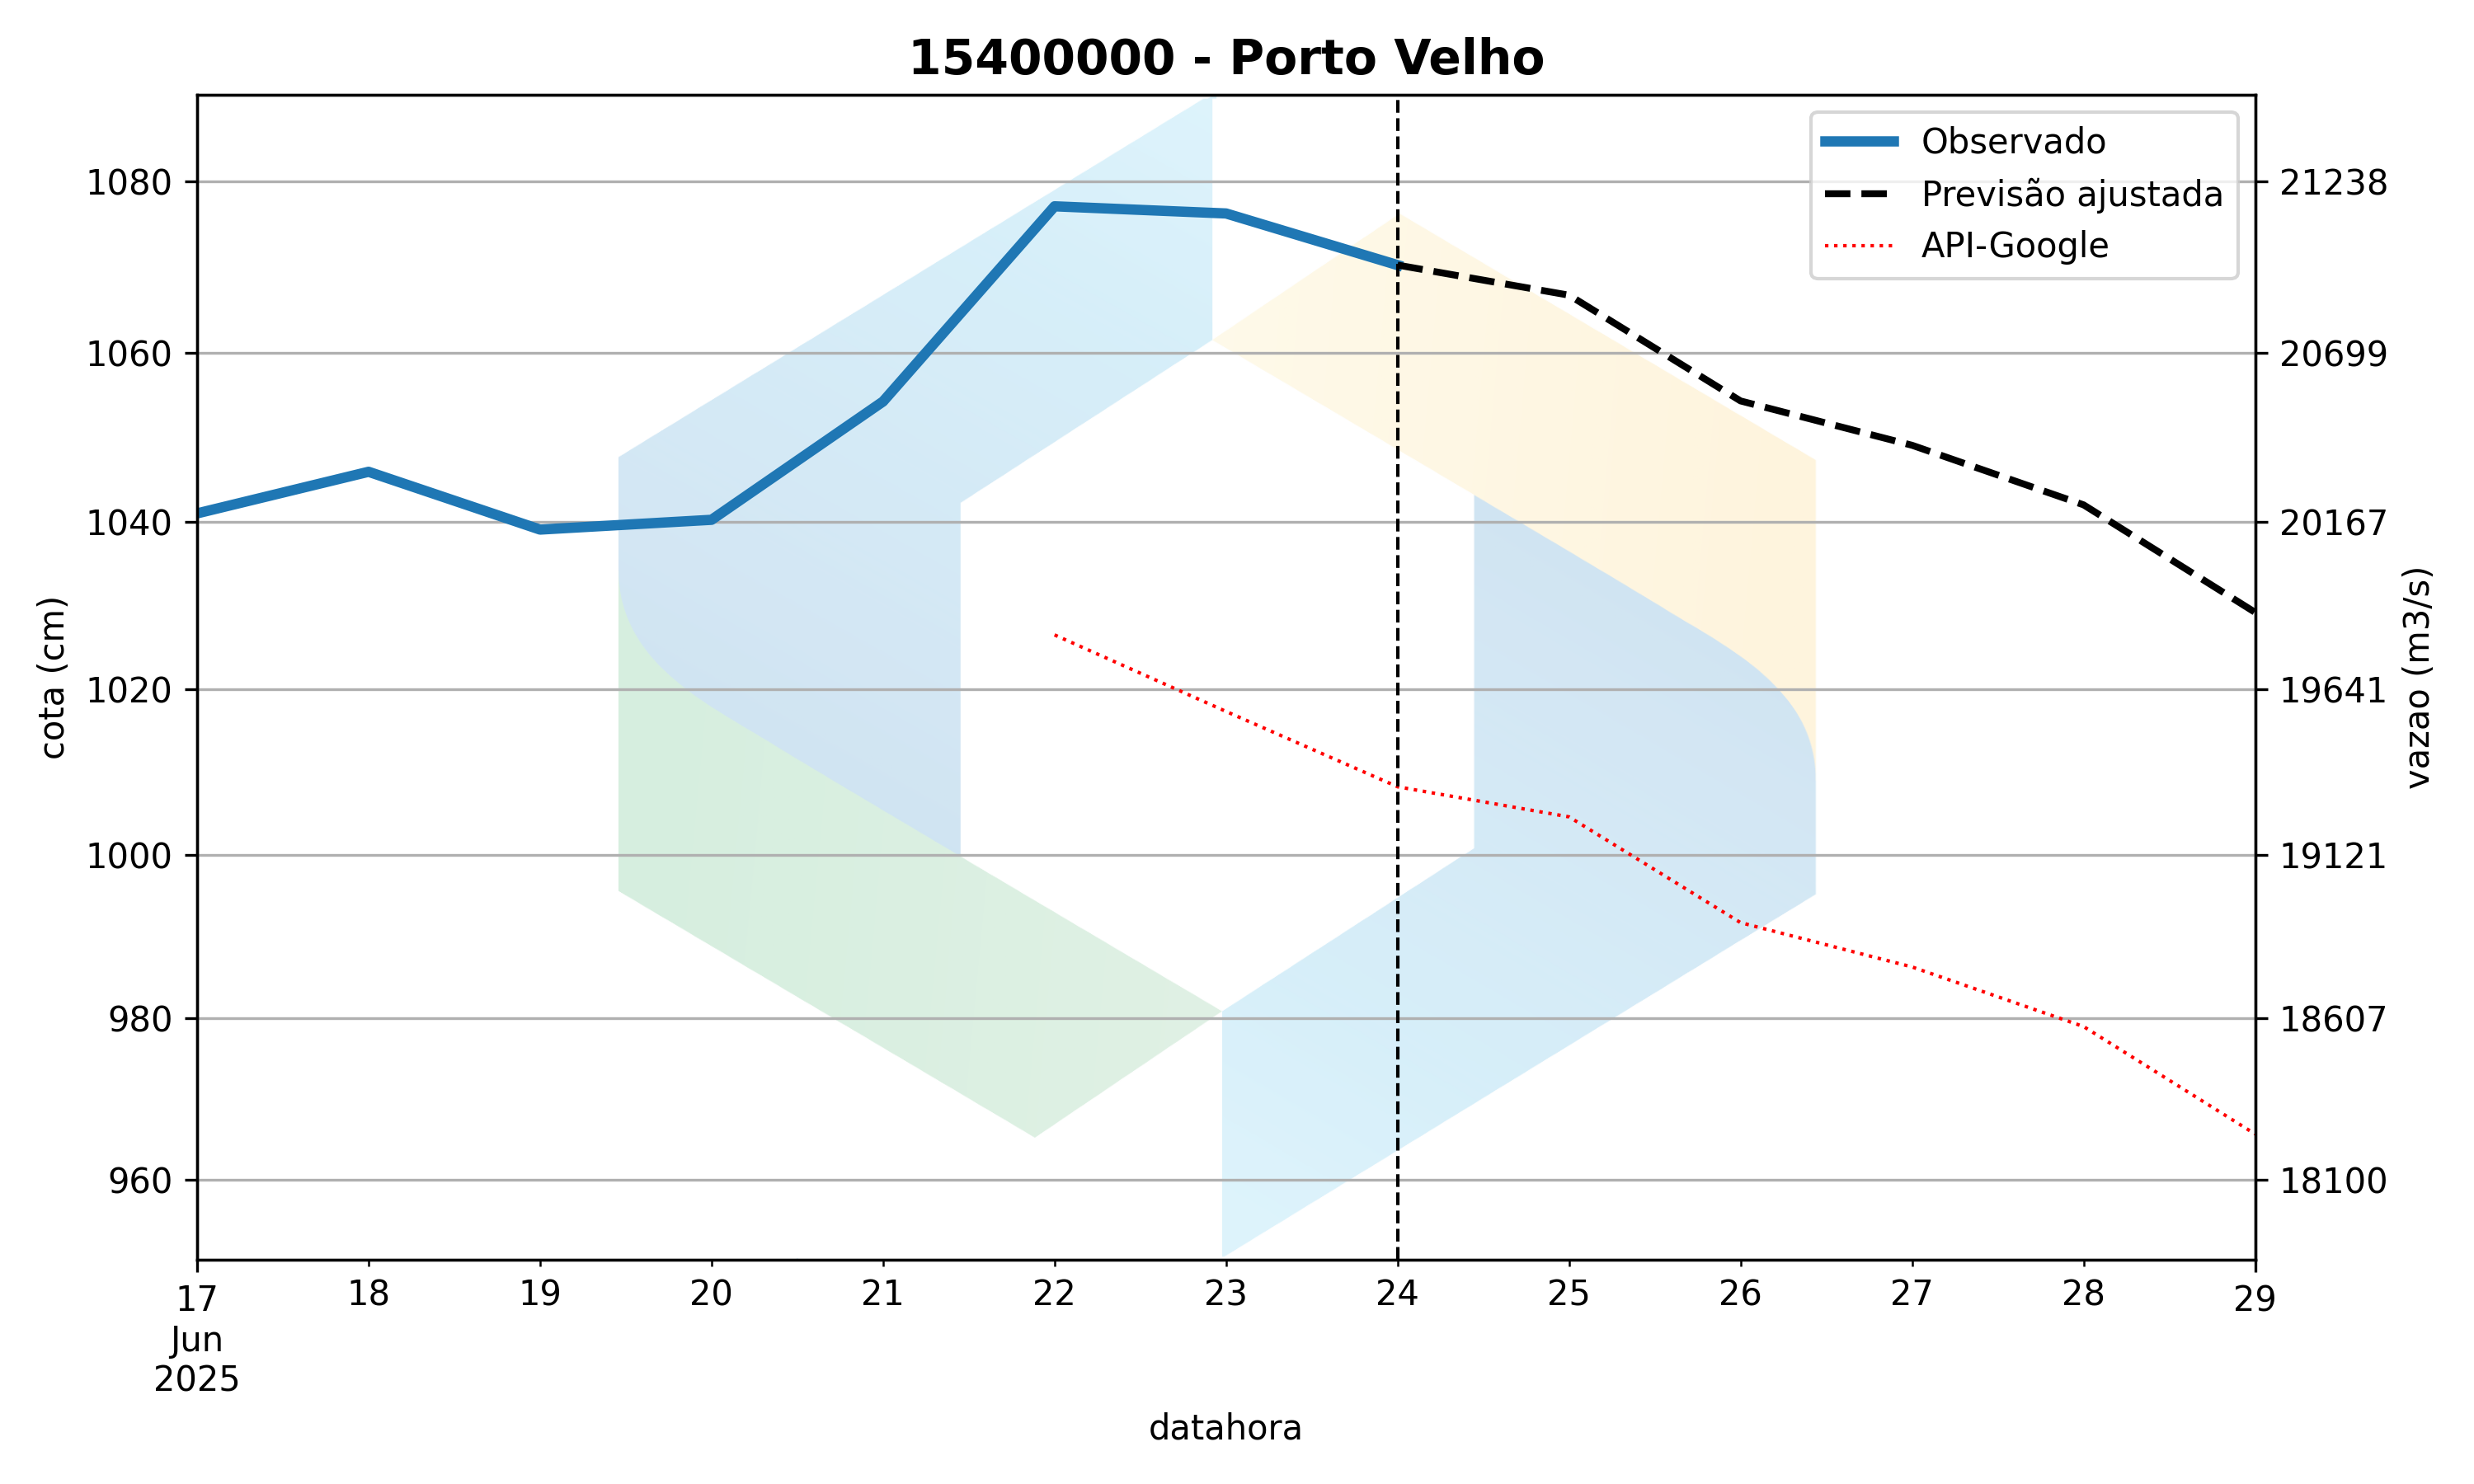 15400000 - Porto Velho
Observado
Previsão ajustada
API-Google
1080
1060
1040
1020
1000
980
960
cota (cm)
21238
20699
20167
19641
19121
18607
18100
vazao (m3/s)
17 18 19 20 21 22 23 24 25 26 27 28 29
Jun
2025
datahora